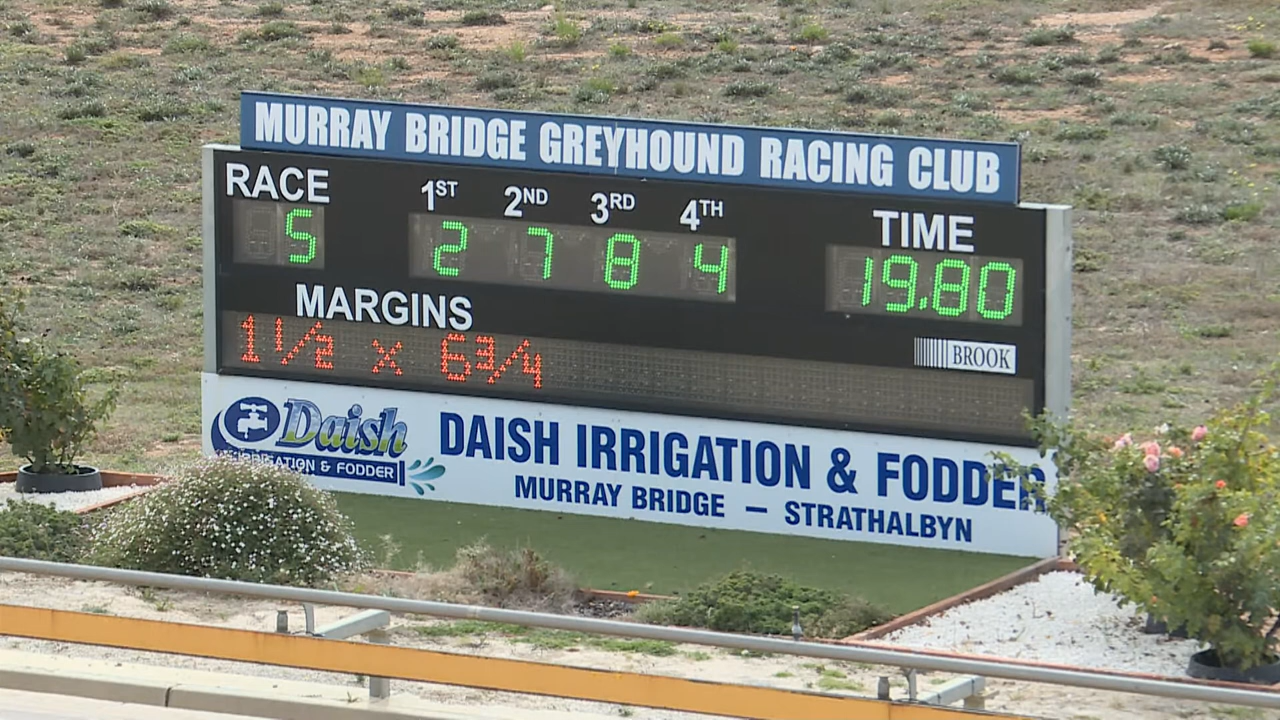 MURRAY BRIDGE GREYHOUND RACING CLUB
RACE 1ST 2ND 3RD 4TH TIME
5 2 7 8 4 19.80
MARGINS
1 1/2 x 6 3/4
BROOK
Daish
IRRIGATION & FODDER
DAISH IRRIGATION & FODDER
MURRAY BRIDGE – STRATHALBYN